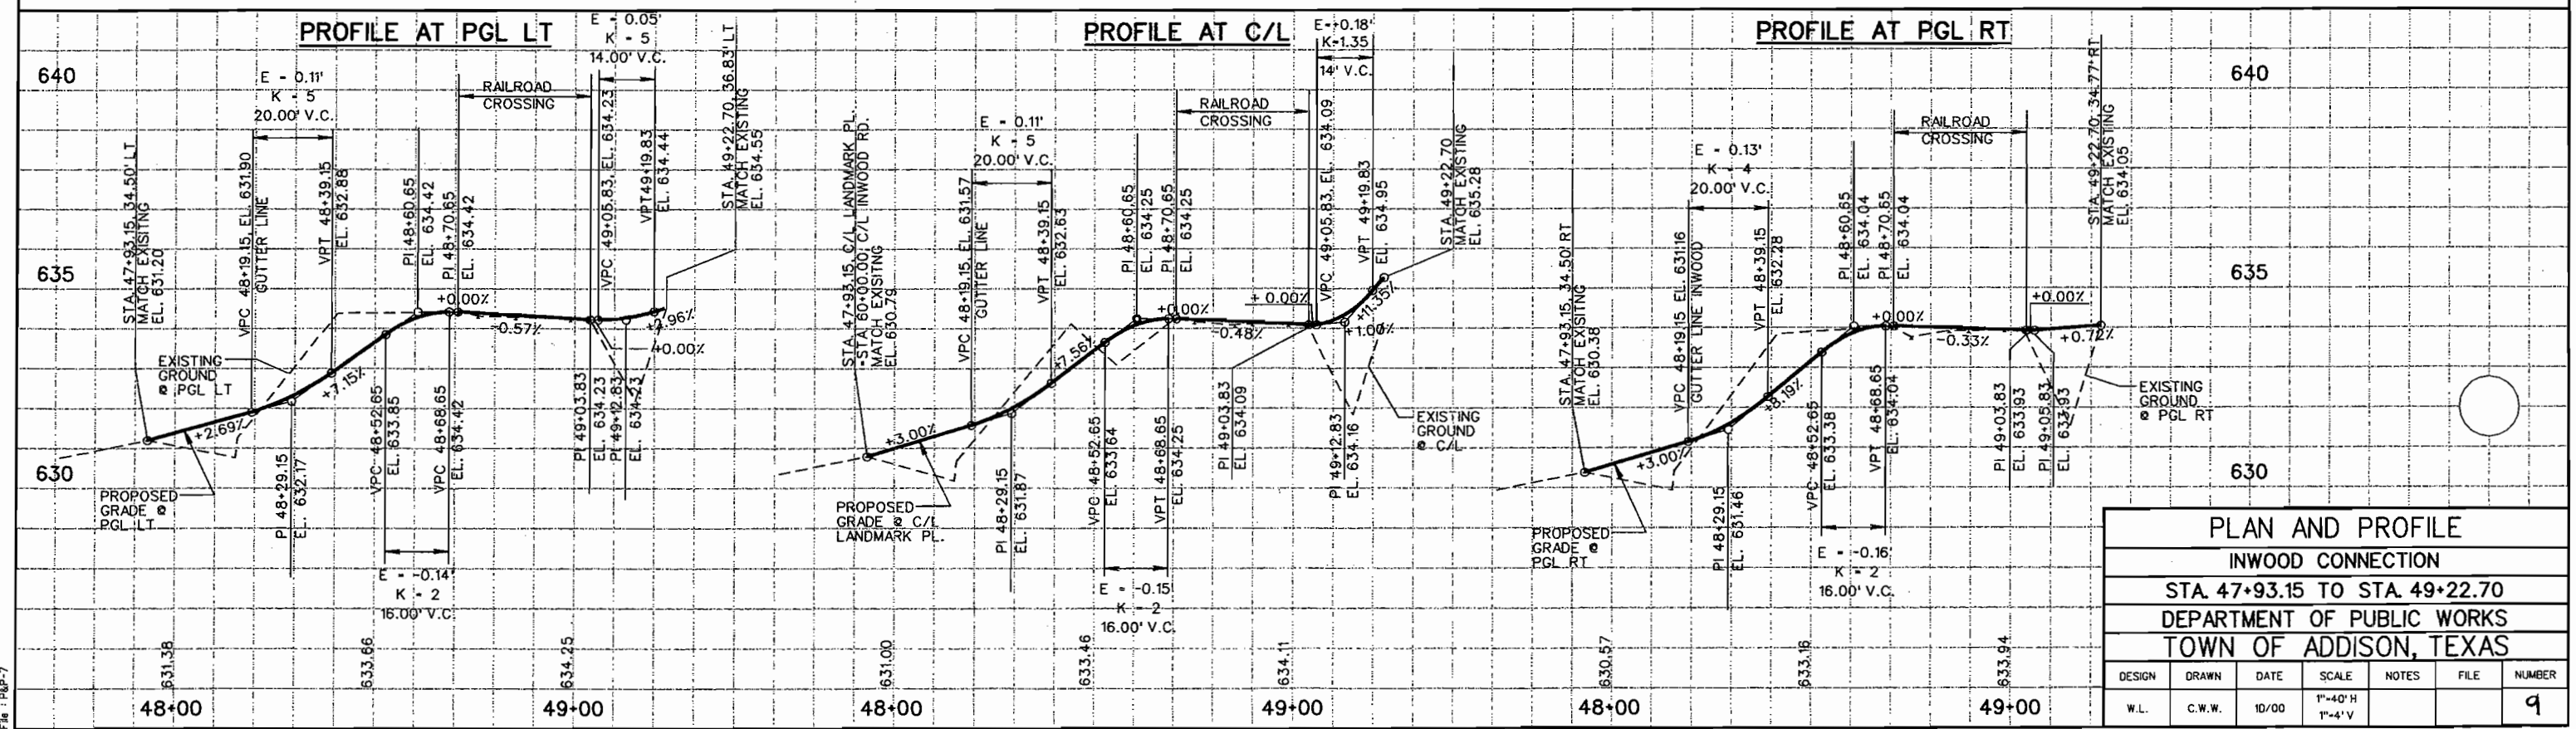 PROFILE AT PGL LT
640
635
630
E = 0.11'
K = 5
20.00' V.C.
RAILROAD
CROSSING
E = 0.05'
K = 5
14.00' V.C.
STA. 47+93.15, 34.50' LT
MATCH EXISITING
EL. 631.20
VPC 48+19.15, EL. 631.90
GUTTER LINE
VPT 48+39.15
EL. 632.88
PI 48+60.65
EL. 634.42
PI 48+70.65
EL. 634.42
VPC 49+05.83, EL. 634.23
VPT 49+19.83
EL. 634.44
STA. 49+22.70, 36.83' LT
MATCH EXISTING
EL. 634.55
+0.00%
-0.57%
+2.96%
+0.00%
+7.15%
+2.69%
EXISTING
GROUND
@ PGL LT
PROPOSED
GRADE @
PGL LT
PI 48+29.15
EL. 632.17
VPC 48+52.65
EL. 633.85
VPC 48+68.65
EL. 634.42
PI 49+03.83
EL. 634.23
PI 49+12.83
EL. 634.23
E = -0.14'
K = 2
16.00' V.C.
631.38
633.66
634.25
48+00
49+00
PROFILE AT C/L
E=+0.18'
K=1.35
14' V.C.
E = 0.11'
K = 5
20.00' V.C.
RAILROAD
CROSSING
STA. 47+93.15 C/L LANDMARK PL.
=STA. 60+00.00 C/L INWOOD RD.
MATCH EXISITNG
EL. 630.79
VPC 48+19.15, EL. 631.57
GUTTER LINE
VPT 48+39.15
EL. 632.63
PI 48+60.65
EL. 634.25
PI 48+70.65
EL. 634.25
VPC 49+05.83, EL. 634.09
VPT 49+19.83
EL. 634.95
STA. 49+22.70
MATCH EXISTING
EL. 635.28
+0.00%
+ 0.00%
-0.48%
+1.00%
+11.35%
+7.56%
+3.00%
EXISTING
GROUND
@ C/L
PROPOSED
GRADE @ C/L
LANDMARK PL.
PI 48+29.15
EL. 631.87
VPC 48+52.65
EL. 633.64
VPT 48+68.65
EL. 634.25
PI 49+03.83
EL. 634.09
PI 49+12.83
EL. 634.16
E = -0.15'
K = 2
16.00' V.C.
631.00
633.46
634.11
48+00
49+00
PROFILE AT PGL RT
640
635
630
E = 0.13'
K = 4
20.00' V.C.
RAILROAD
CROSSING
STA. 47+93.15, 34.50' RT
MATCH EXISITING
EL. 630.38
VPC 48+19.15 EL. 631.16
GUTTER LINE INWOOD
VPT 48+39.15
EL. 632.28
PI 48+60.65
EL. 634.04
PI 48+70.65
EL. 634.04
STA. 49+22.70, 34.77' RT
MATCH EXISTING
EL. 634.05
+0.00%
+0.00%
-0.33%
+0.72%
+8.19%
+3.00%
EXISTING
GROUND
@ PGL RT
PROPOSED
GRADE @
PGL RT
PI 48+29.15
EL. 631.46
VPC 48+52.65
EL. 633.38
VPT 48+68.65
EL. 634.04
PI 49+03.83
EL. 633.93
PI 49+05.83
EL. 633.93
E = -0.16'
K = 2
16.00' V.C.
630.57
633.16
633.94
48+00
49+00
PLAN AND PROFILE
INWOOD CONNECTION
STA. 47+93.15 TO STA. 49+22.70
DEPARTMENT OF PUBLIC WORKS
TOWN OF ADDISON, TEXAS
DESIGN DRAWN DATE SCALE NOTES FILE NUMBER
W.L. C.W.W. 10/00 1"=40' H 9
1"=4' V
File : P&P-7